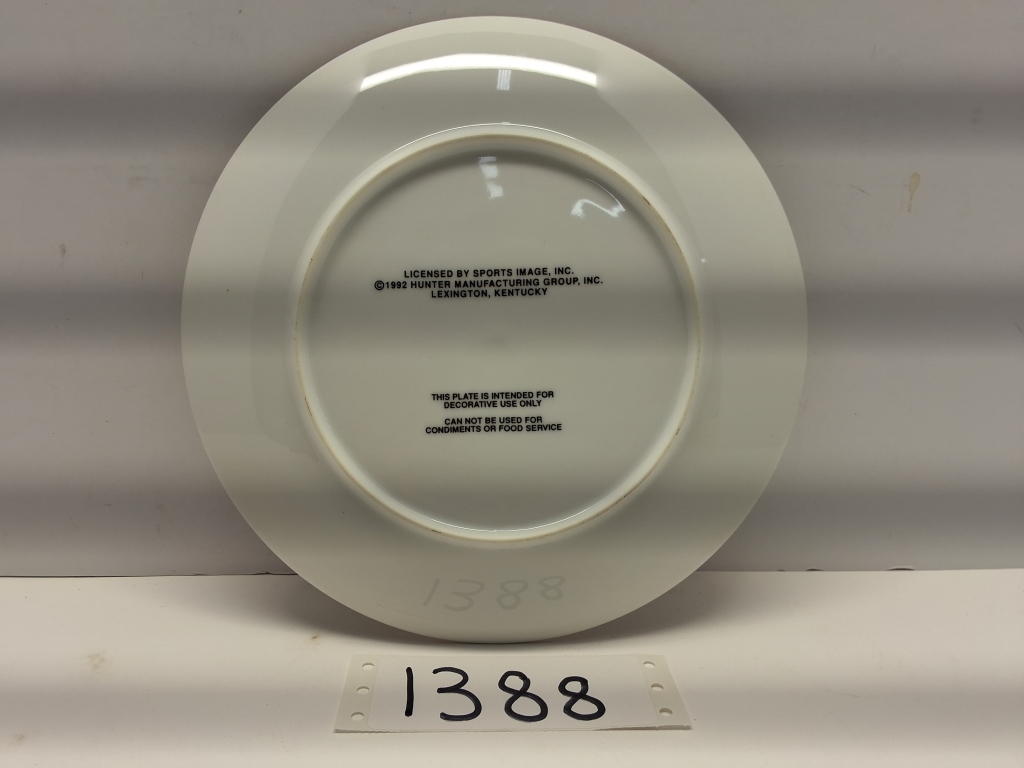 LICENSED BY SPORTS IMAGE, INC.
©1992 HUNTER MANUFACTURING GROUP, INC.
LEXINGTON, KENTUCKY
THIS PLATE IS INTENDED FOR
DECORATIVE USE ONLY
CAN NOT BE USED FOR
CONDIMENTS OR FOOD SERVICE
1388
1388